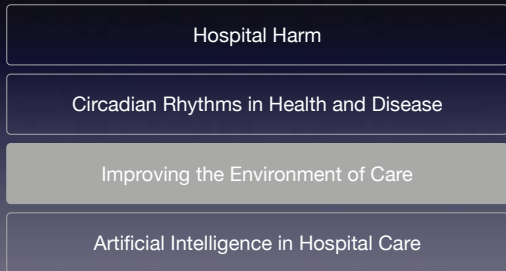 Hospital Harm
Circadian Rhythms in Health and Disease
Improving the Environment of Care
Artificial Intelligence in Hospital Care